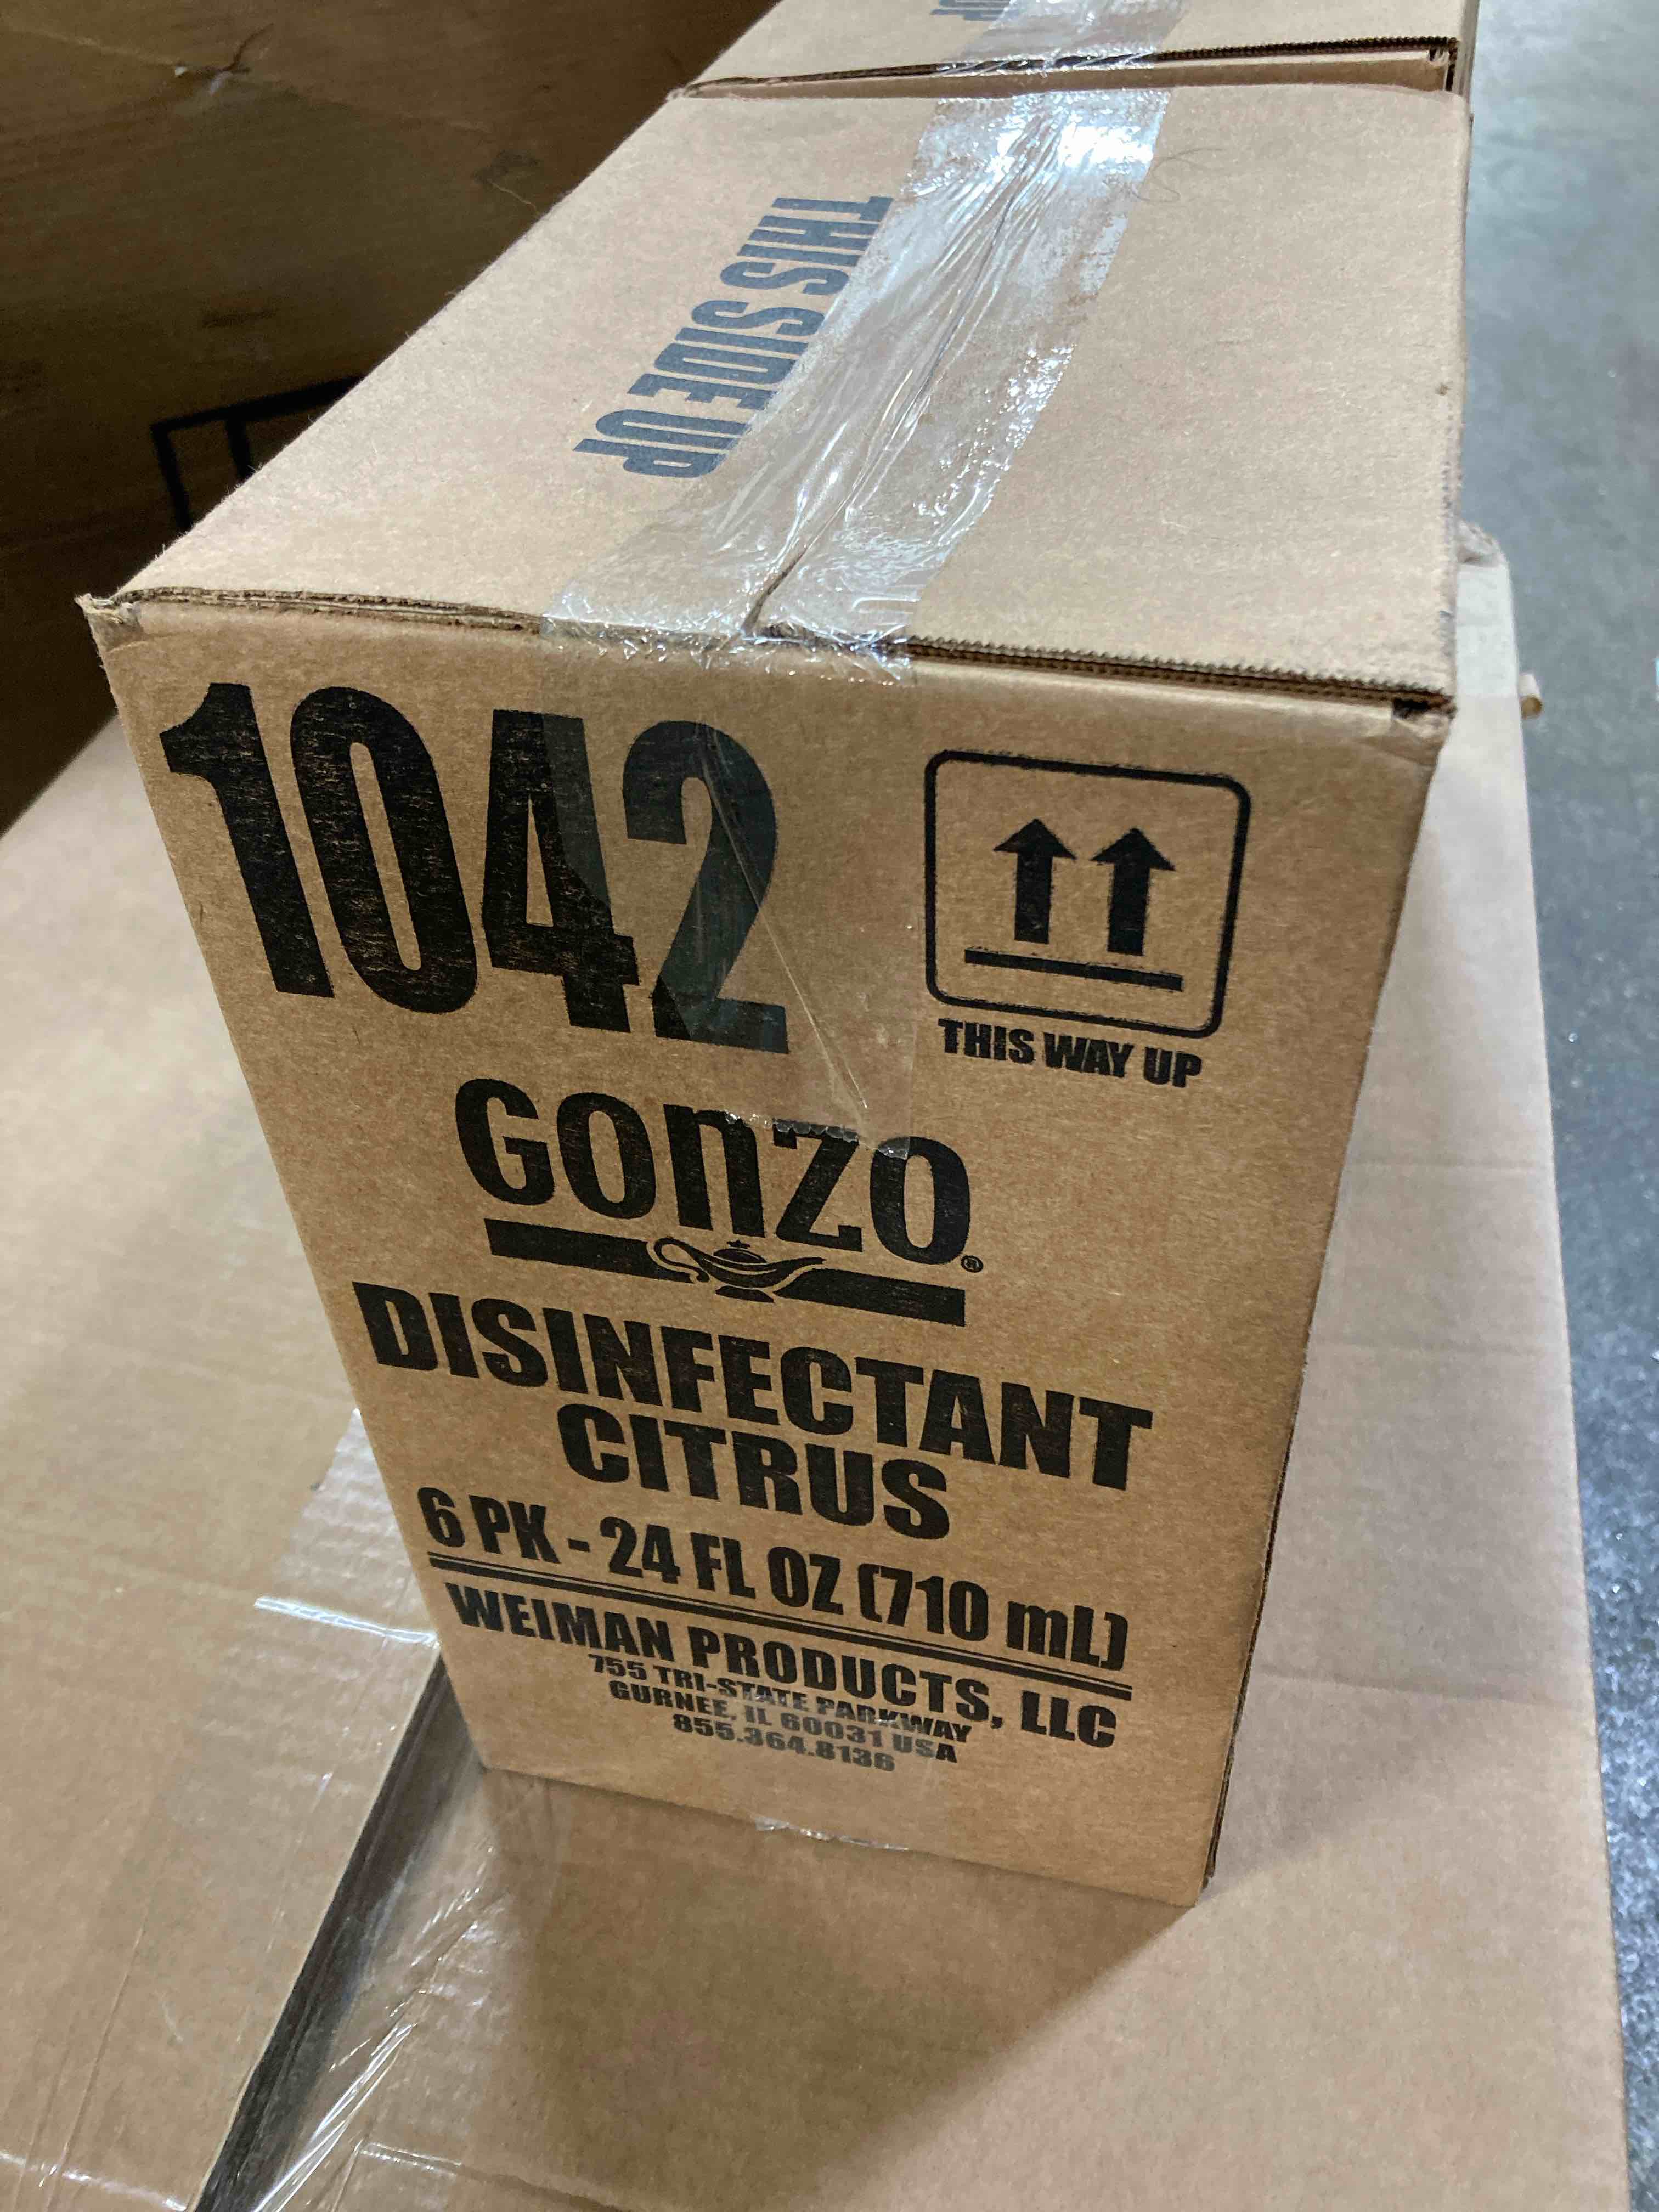 UP
THIS SIDE UP
1042
THIS WAY UP
GONZO®
DISINFECTANT
CITRUS
6 PK - 24 FL OZ (710 mL)
WEIMAN PRODUCTS, LLC
755 TRI-STATE PARKWAY
GURNEE, IL 60031 USA
855.364.8136